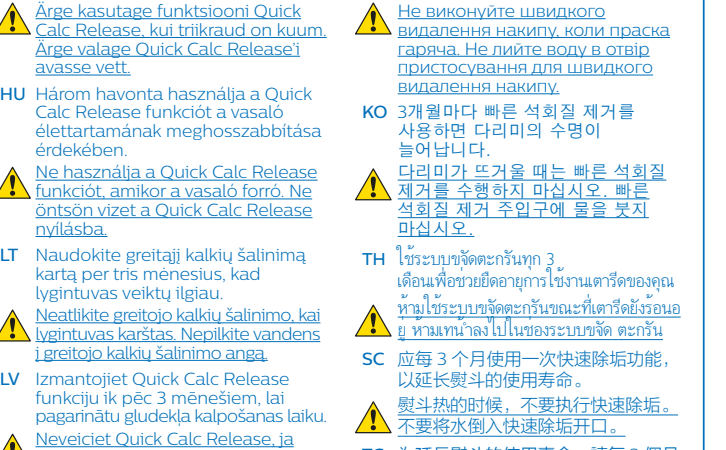 Ärge kasutage funktsiooni Quick
Calc Release, kui triikraud on kuum.
Ärge valage Quick Calc Release'i
avasse vett.
HU Három havonta használja a Quick
Calc Release funkciót a vasaló
élettartamának meghosszabbítása
érdekében.
Ne használja a Quick Calc Release
funkciót, amikor a vasaló forró. Ne
öntsön vizet a Quick Calc Release
nyílásba.
LT Naudokite greitąjį kalkių šalinimą
kartą per tris mėnesius, kad
lygintuvas veiktų ilgiau.
Neatlikite greitojo kalkių šalinimo, kai
lygintuvas karštas. Nepilkite vandens
į greitojo kalkių šalinimo angą.
LV Izmantojiet Quick Calc Release
funkciju ik pēc 3 mēnešiem, lai
pagarinātu gludekļa kalpošanas laiku.
Neveiciet Quick Calc Release, ja
Не виконуйте швидкого
видалення накипу, коли праска
гаряча. Не лийте воду в отвір
пристосування для швидкого
видалення накипу.
KO 3개월마다 빠른 석회질 제거를
사용하면 다리미의 수명이
늘어납니다.
다리미가 뜨거울 때는 빠른 석회질
제거를 수행하지 마십시오. 빠른
석회질 제거 주입구에 물을 붓지
마십시오.
TH ใช้ระบบขจัดตะกรันทุก 3
เดือนเพื่อช่วยยืดอายุการใช้งานเตารีดของคุณ
ห้ามใช้ระบบขจัดตะกรันขณะที่เตารีดยังร้อนอ
ยู่ ห้ามเทน้ำลงไปในช่องระบบขจัด ตะกรัน
SC 应每 3 个月使用一次快速除垢功能，
以延长熨斗的使用寿命。
熨斗热的时候，不要执行快速除垢。
不要将水倒入快速除垢开口。